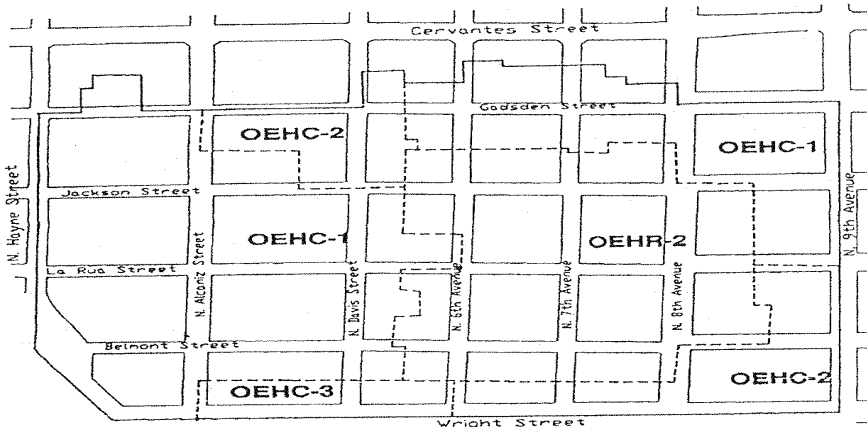 Cervantes Street
Gadsden Street
OEHC-2
OEHC-1
Jackson Street
N. Hayne Street
N. Alcaniz Street
OEHC-1
OEHR-2
N. 9th Avenue
La Rua Street
N. Davis Street
N. 6th Avenue
N. 7th Avenue
N. 8th Avenue
Belmont Street
OEHC-3
OEHC-2
Wright Street